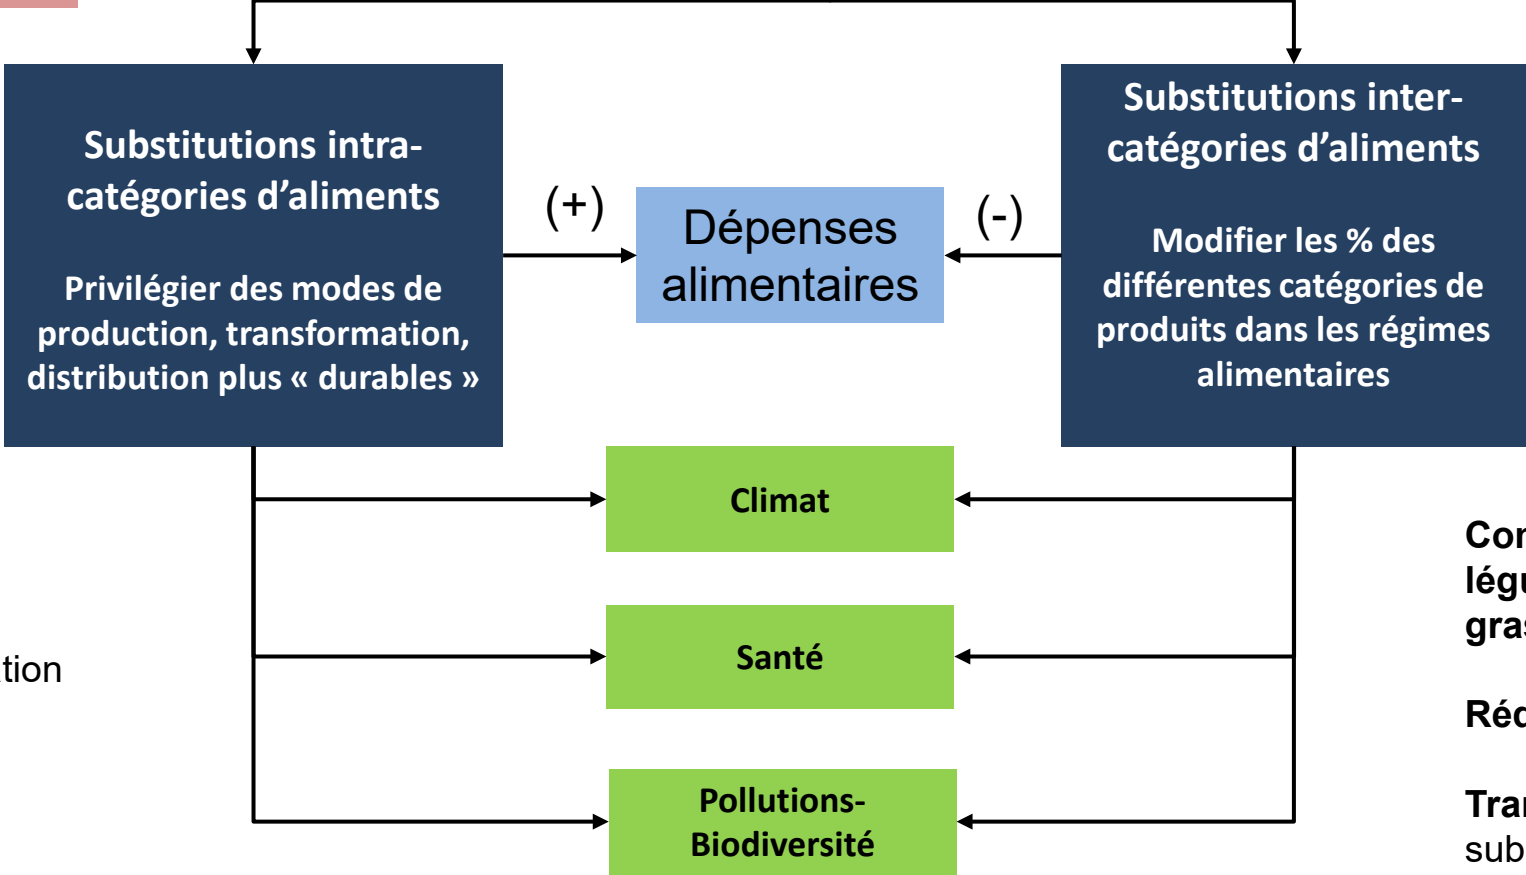 Substitutions intra-
catégories d’aliments
Privilégier des modes de
production, transformation,
distribution plus « durables »
(+)
Dépenses
alimentaires
(-)
Substitutions inter-
catégories d’aliments
Modifier les % des
différentes catégories de
produits dans les régimes
alimentaires
Climat
Santé
Pollutions-
Biodiversité